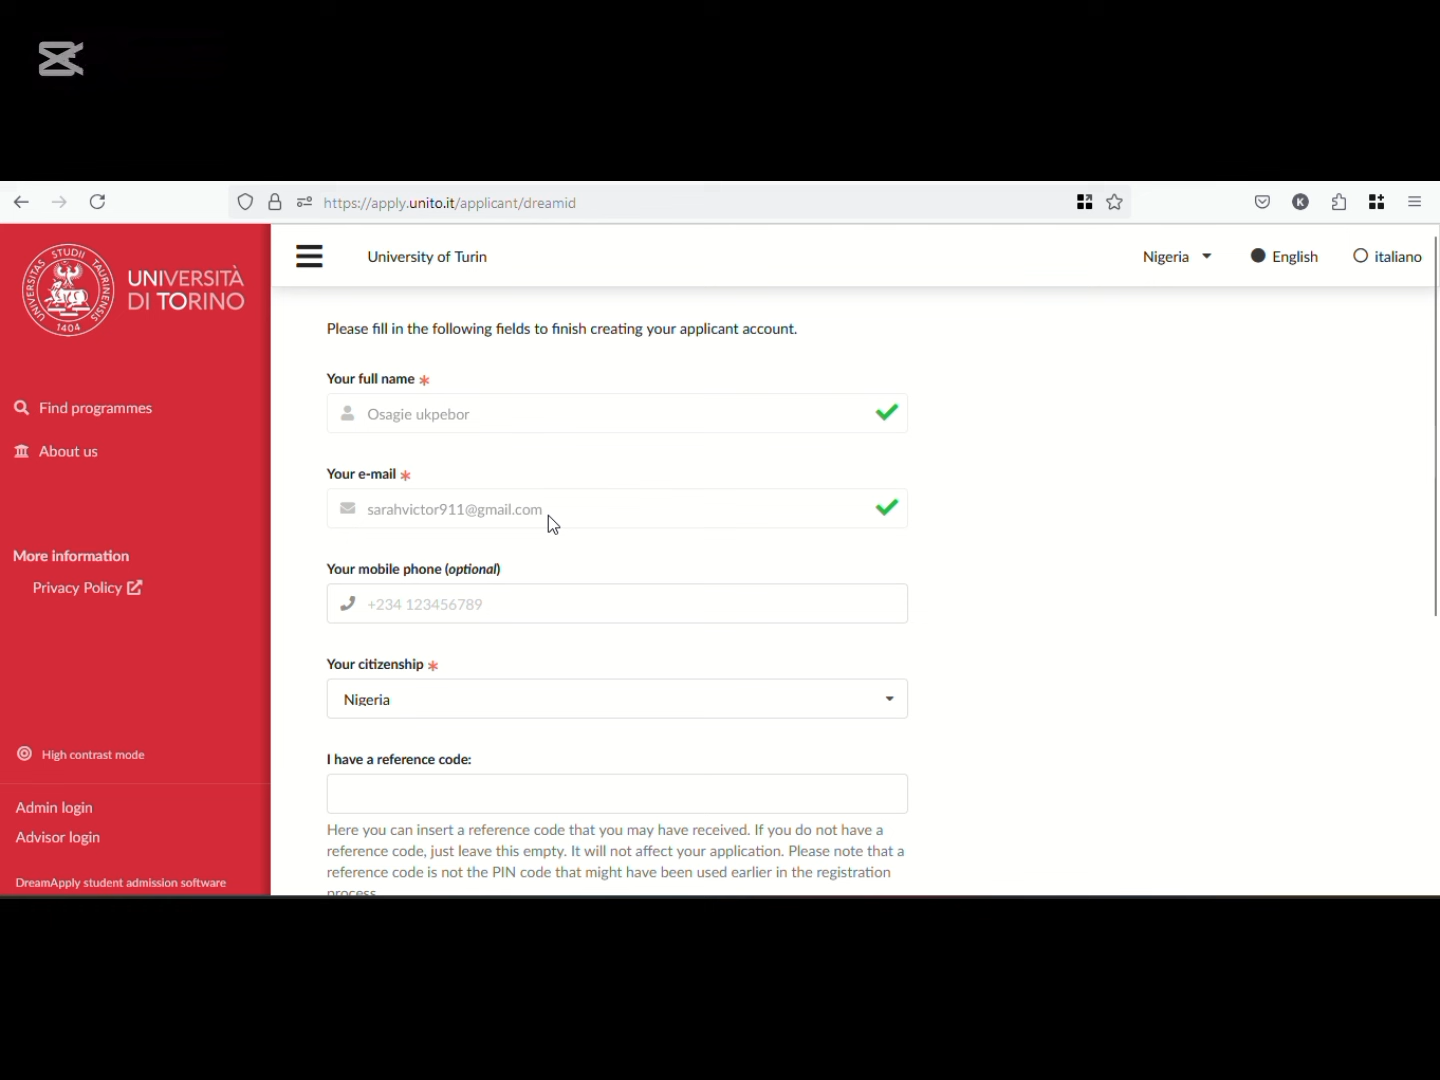 https://apply.unito.it/applicant/dreamid
K
STUDII
UNIVERSITAS
TAURINENSIS
1404
UNIVERSITÀ
DI TORINO
University of Turin
Nigeria
English
italiano
Find programmes
About us
More information
Privacy Policy
High contrast mode
Admin login
Advisor login
DreamApply student admission software
Please fill in the following fields to finish creating your applicant account.
Your full name *
Osagie ukpebor
Your e-mail *
sarahvictor911@gmail.com
Your mobile phone (optional)
+234 123456789
Your citizenship *
Nigeria
I have a reference code:
Here you can insert a reference code that you may have received. If you do not have a
reference code, just leave this empty. It will not affect your application. Please note that a
reference code is not the PIN code that might have been used earlier in the registration
process